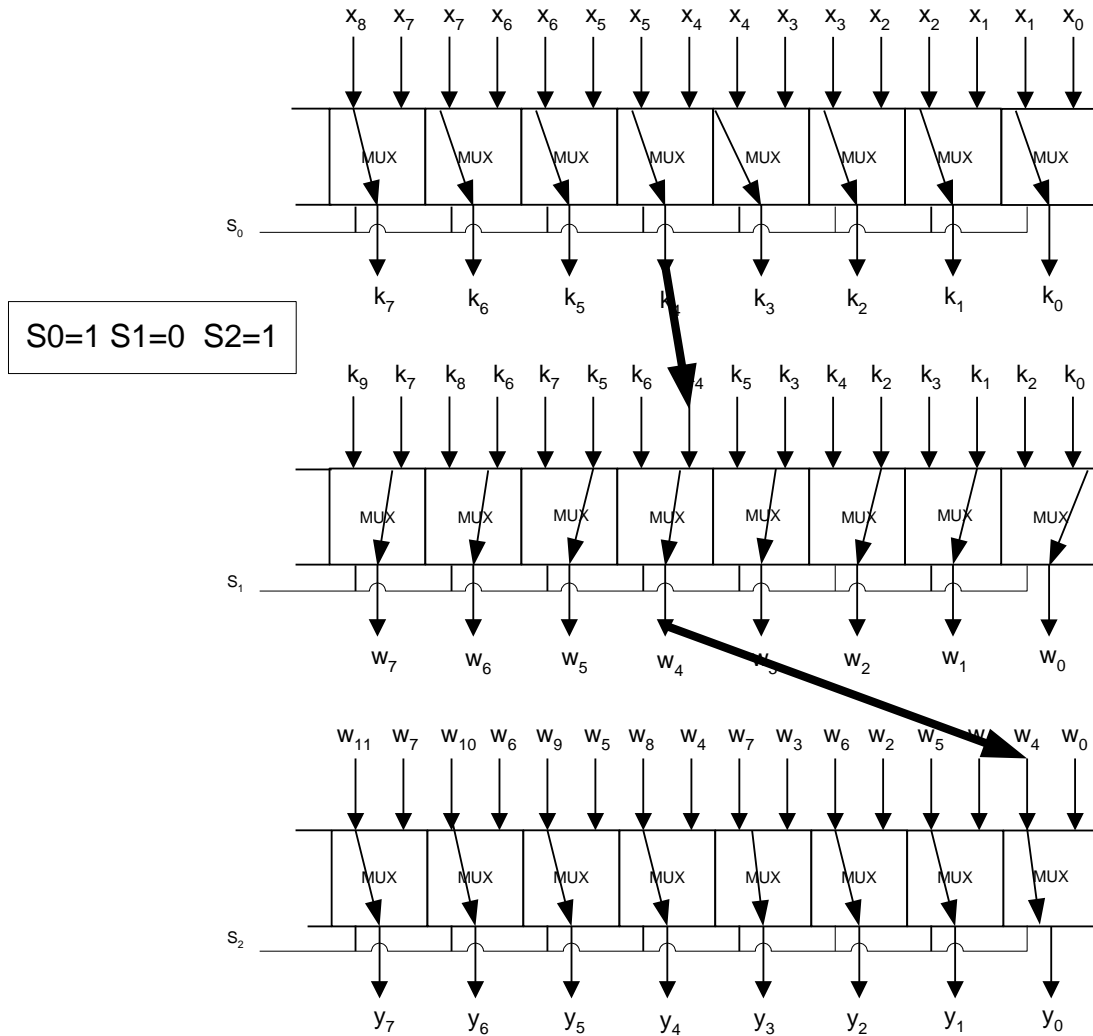 x8 x7 x7 x6 x6 x5 x5 x4 x4 x3 x3 x2 x2 x1 x1 x0
MUX MUX MUX MUX MUX MUX MUX MUX
S0
k7 k6 k5 k4 k3 k2 k1 k0
S0=1 S1=0 S2=1
k9 k7 k8 k6 k7 k5 k6 k5 k3 k4 k2 k3 k1 k2 k0
MUX MUX MUX MUX MUX MUX MUX MUX
S1
w7 w6 w5 w4 w3 w2 w1 w0
w11 w7 w10 w6 w9 w5 w8 w4 w7 w3 w6 w2 w5 w4 w0
MUX MUX MUX MUX MUX MUX MUX MUX
S2
y7 y6 y5 y4 y3 y2 y1 y0